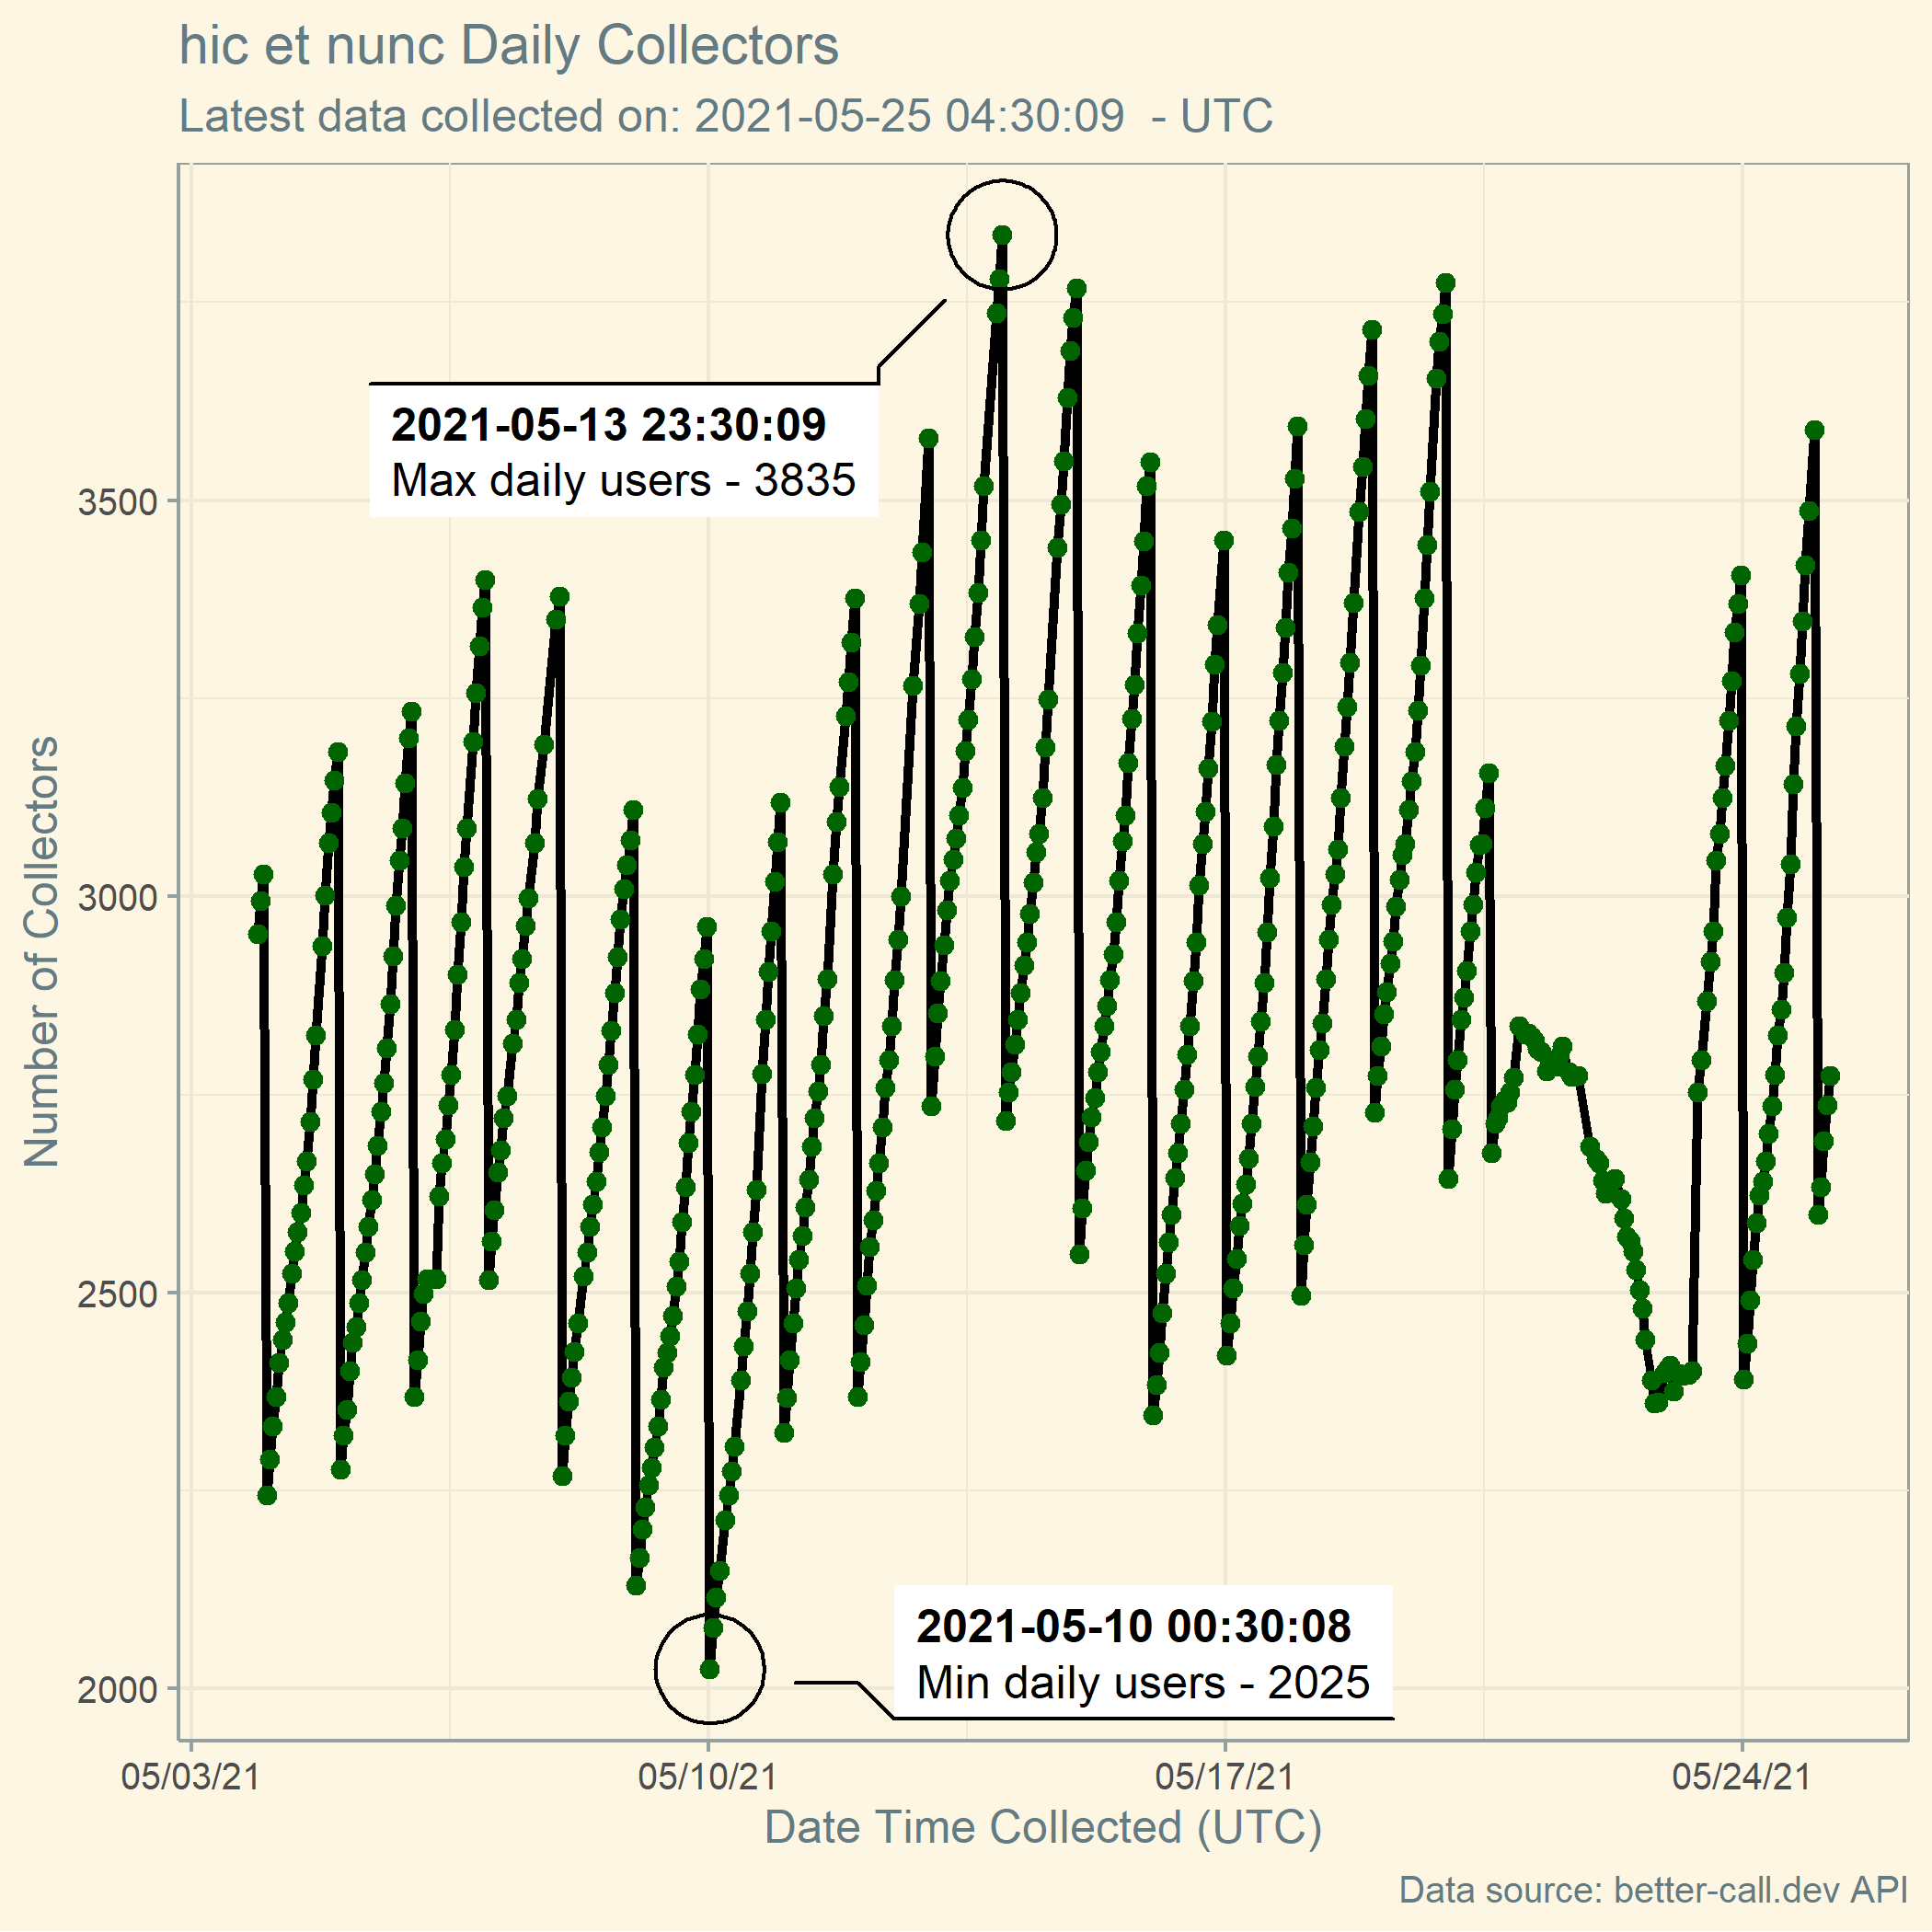 hic et nunc Daily Collectors
Latest data collected on: 2021-05-25 04:30:09  - UTC
2021-05-13 23:30:09
Max daily users - 3835
3500
3000
2500
2000
Number of Collectors
2021-05-10 00:30:08
Min daily users - 2025
05/03/21
05/10/21
05/17/21
05/24/21
Date Time Collected (UTC)
Data source: better-call.dev API